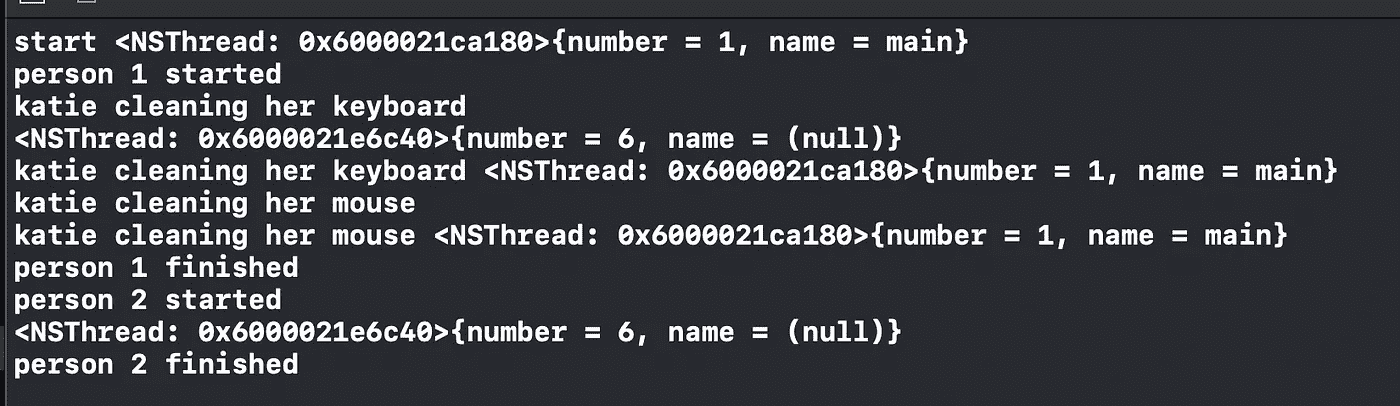 start <NSThread: 0x6000021ca180>{number = 1, name = main}
person 1 started
katie cleaning her keyboard
<NSThread: 0x6000021e6c40>{number = 6, name = (null)}
katie cleaning her keyboard <NSThread: 0x6000021ca180>{number = 1, name = main}
katie cleaning her mouse
katie cleaning her mouse <NSThread: 0x6000021ca180>{number = 1, name = main}
person 1 finished
person 2 started
<NSThread: 0x6000021e6c40>{number = 6, name = (null)}
person 2 finished